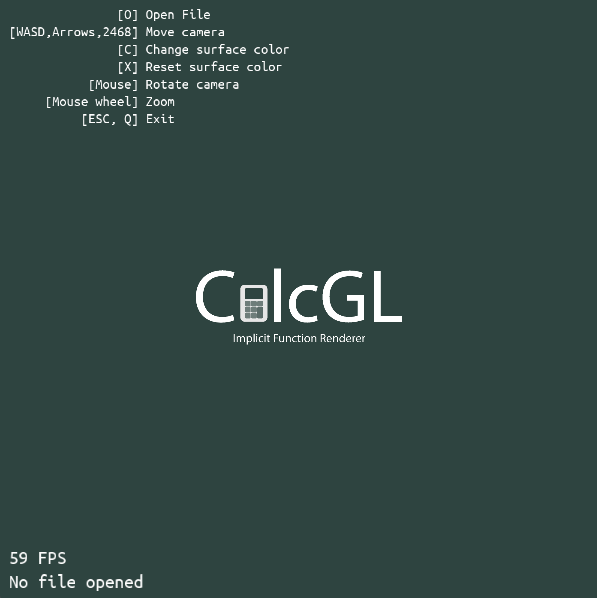 [O] Open File
[WASD,Arrows,2468] Move camera
[C] Change surface color
[X] Reset surface color
[Mouse] Rotate camera
[Mouse wheel] Zoom
[ESC, Q] Exit
CalcGL
Implicit Function Renderer
59 FPS
No file opened